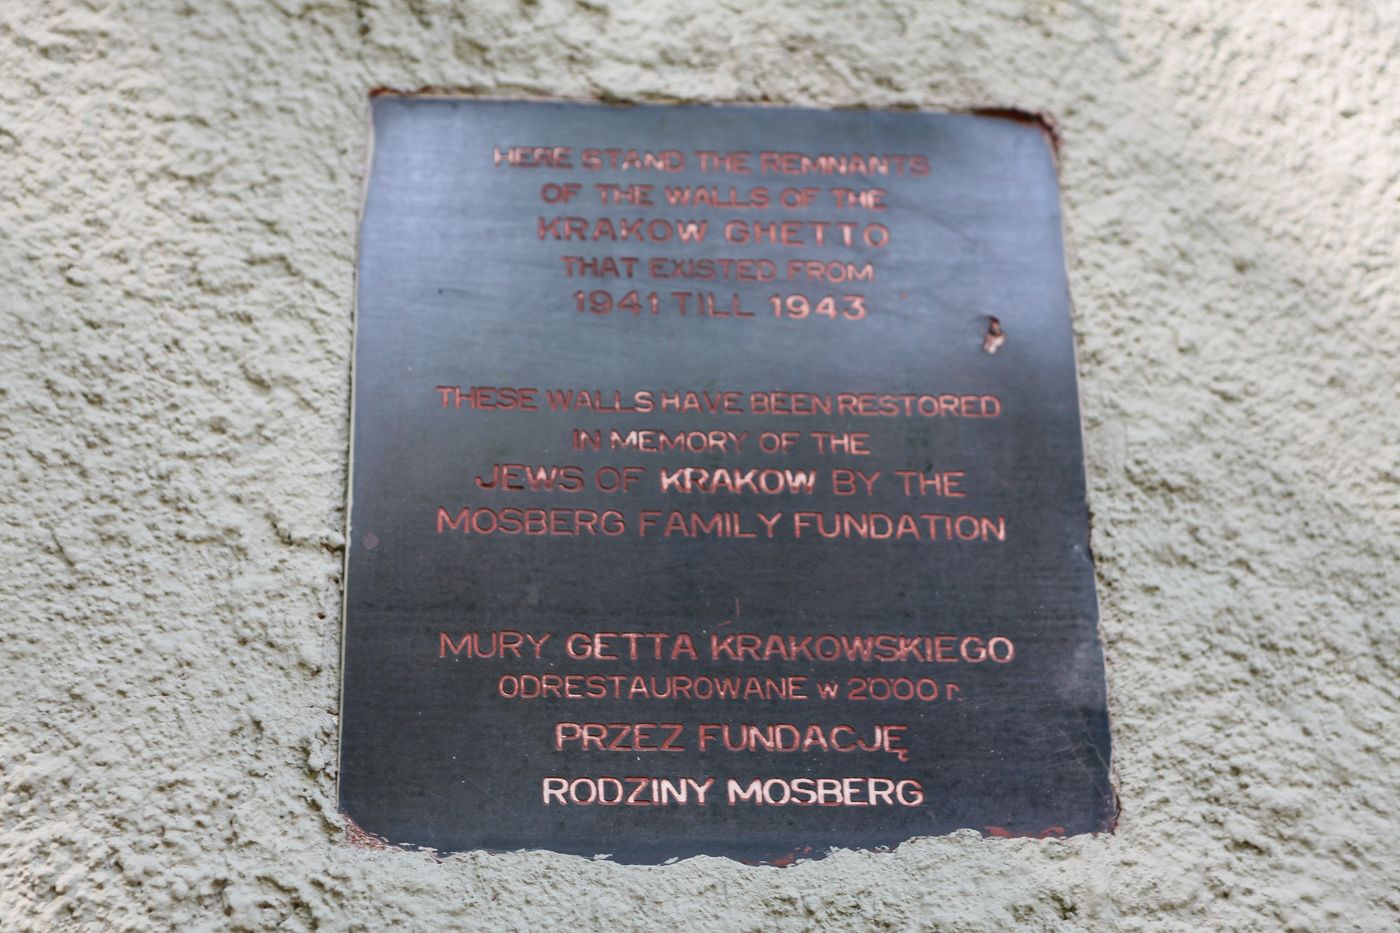 HERE STAND THE REMNANTS
OF THE WALLS OF THE
KRAKOW GHETTO
THAT EXISTED FROM
1941 TILL 1943
THESE WALLS HAVE BEEN RESTORED
IN MEMORY OF THE
JEWS OF KRAKOW BY THE
MOSBERG FAMILY FUNDATION
MURY GETTA KRAKOWSKIEGO
ODRESTAUROWANE w 2000 r.
PRZEZ FUNDACJĘ
RODZINY MOSBERG